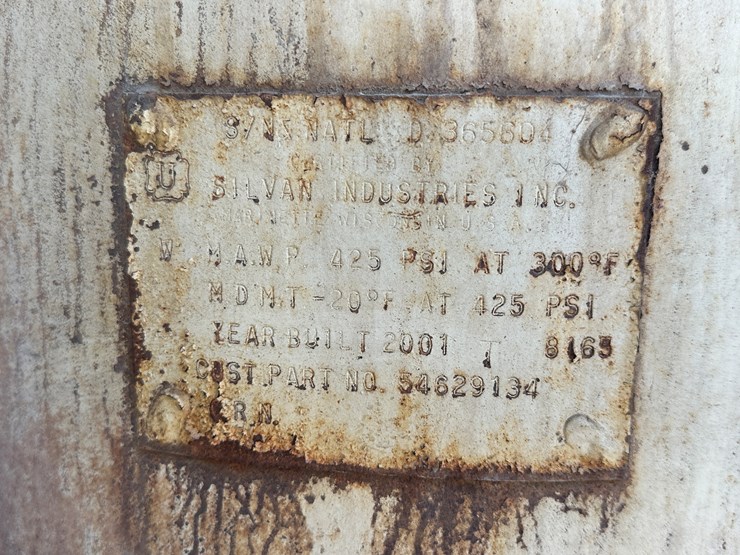 S/N & NATL BD. 365604
CERTIFIED BY
U
SILVAN INDUSTRIES INC.
MARINETTE, WISCONSIN U.S.A.
W M.A.W.P. 425 PSI AT 300°F
M.D.M.T. -20°F AT 425 PSI
YEAR BUILT 2001 T 8165
CUST. PART NO. 54629134
C.R.N.